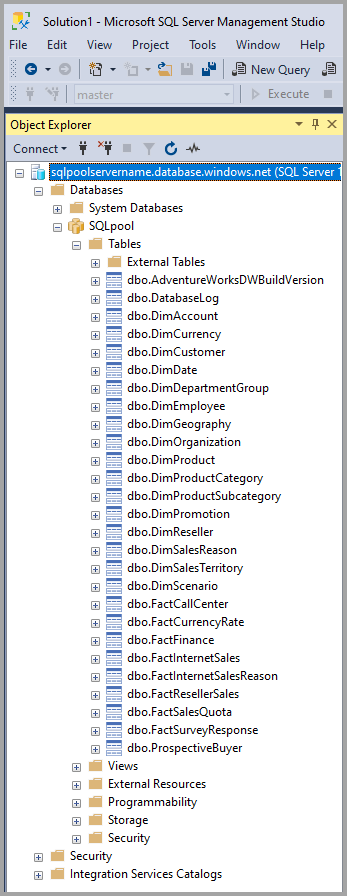 Solution1 - Microsoft SQL Server Management Studio
File Edit View Project Tools Window Help
New Query
master Execute
Object Explorer
Connect
sqlpoolservername.database.windows.net (SQL Server 1
Databases
System Databases
SQLpool
Tables
External Tables
dbo.AdventureWorksDWBuildVersion
dbo.DatabaseLog
dbo.DimAccount
dbo.DimCurrency
dbo.DimCustomer
dbo.DimDate
dbo.DimDepartmentGroup
dbo.DimEmployee
dbo.DimGeography
dbo.DimOrganization
dbo.DimProduct
dbo.DimProductCategory
dbo.DimProductSubcategory
dbo.DimPromotion
dbo.DimReseller
dbo.DimSalesReason
dbo.DimSalesTerritory
dbo.DimScenario
dbo.FactCallCenter
dbo.FactCurrencyRate
dbo.FactFinance
dbo.FactInternetSales
dbo.FactInternetSalesReason
dbo.FactResellerSales
dbo.FactSalesQuota
dbo.FactSurveyResponse
dbo.ProspectiveBuyer
Views
External Resources
Programmability
Storage
Security
Security
Integration Services Catalogs